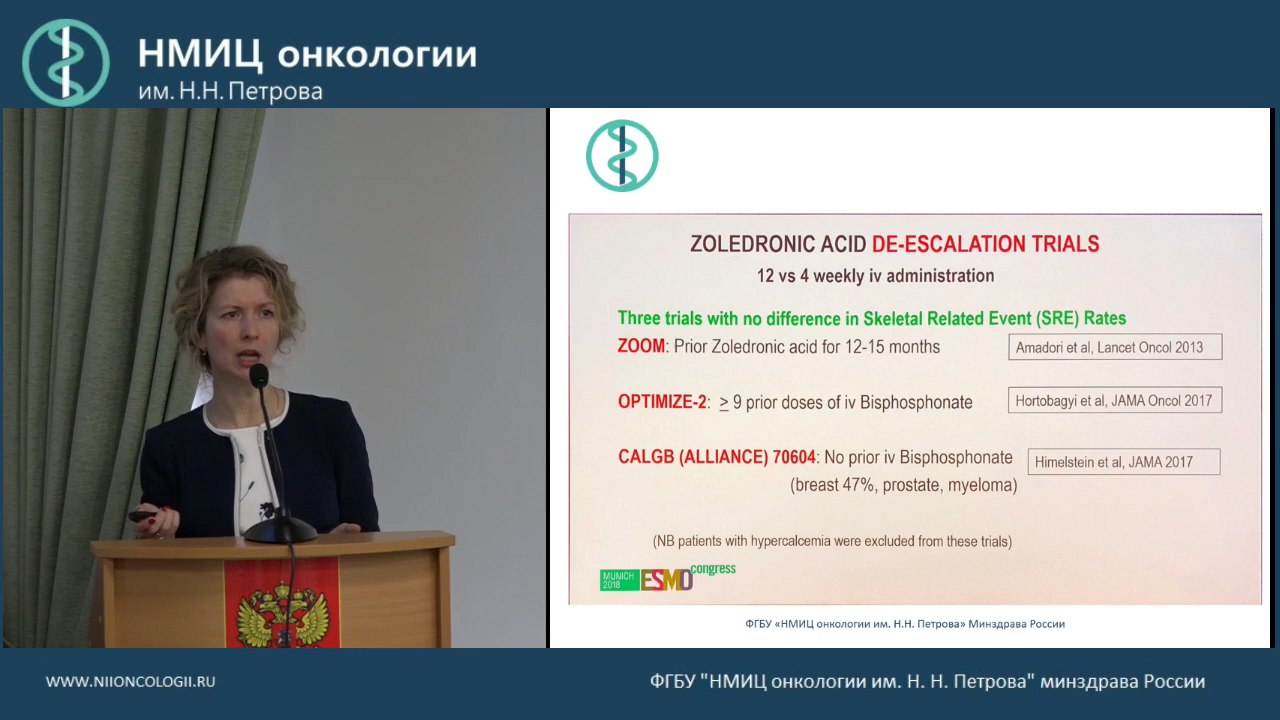 НМИЦ онкологии
им. Н.Н. Петрова
ZOLEDRONIC ACID DE-ESCALATION TRIALS
12 vs 4 weekly iv administration
Three trials with no difference in Skeletal Related Event (SRE) Rates
ZOOM: Prior Zoledronic acid for 12-15 months
Amadori et al, Lancet Oncol 2013
OPTIMIZE-2: ≥ 9 prior doses of iv Bisphosphonate
Hortobagyi et al, JAMA Oncol 2017
CALGB (ALLIANCE) 70604: No prior iv Bisphosphonate
Himelstein et al, JAMA 2017
(breast 47%, prostate, myeloma)
(NB patients with hypercalcemia were excluded from these trials)
MUNICH
2018
ESMO congress
ФГБУ «НМИЦ онкологии им. Н.Н. Петрова» Минздрава России
WWW.NIIONCOLOGII.RU
ФГБУ "НМИЦ онкологии им. Н. Н. Петрова" минздрава России